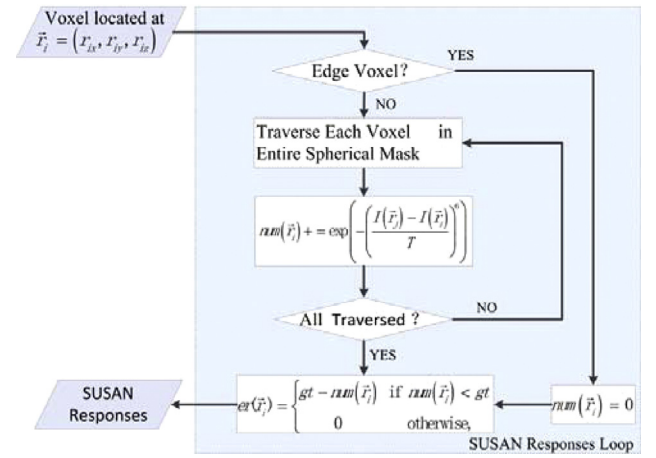 Voxel located at
r⃗ᵢ = (rᵢₓ, rᵢᵧ, r_iz)
Edge Voxel?
YES
NO
Traverse Each Voxel in
Entire Spherical Mask
num(r⃗ᵢ) + = exp(−((I(r⃗ⱼ) − I(r⃗ᵢ))/T)⁶)
All Traversed ?
NO
YES
SUSAN
Responses
er(r⃗ᵢ) = { gt − num(r⃗ᵢ) if num(r⃗ᵢ) < gt
0 otherwise,
num(r⃗ᵢ) = 0
SUSAN Responses Loop